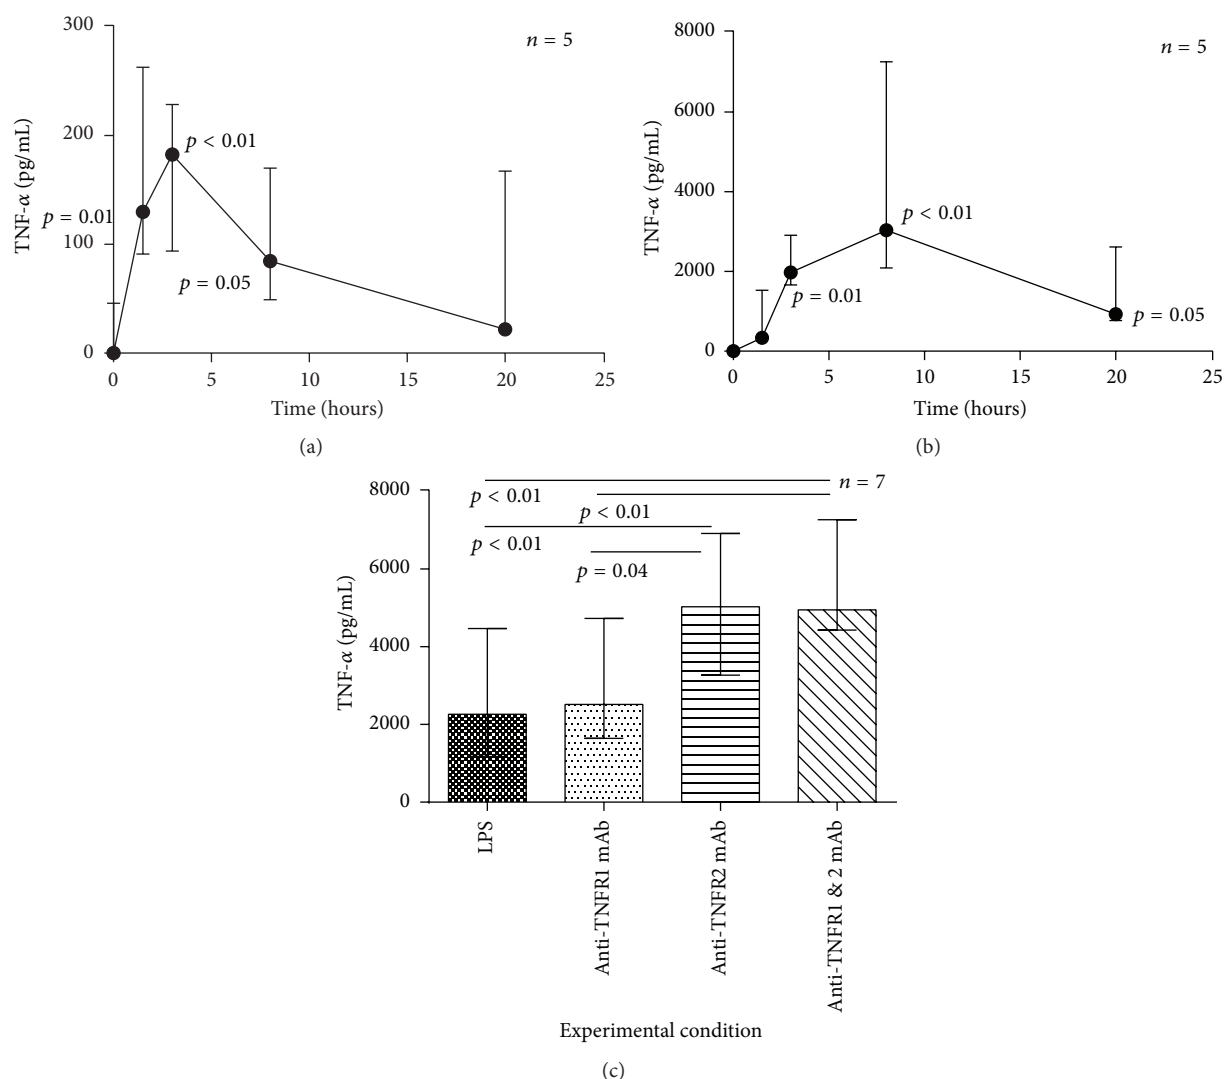 300
200
100
0
TNF-α (pg/mL)
n = 5
p < 0.01
p = 0.01
p = 0.05
0 5 10 15 20 25
Time (hours)
(a)
8000
6000
4000
2000
0
TNF-α (pg/mL)
n = 5
p < 0.01
p = 0.01
p = 0.05
0 5 10 15 20 25
Time (hours)
(b)
8000
6000
4000
2000
0
TNF-α (pg/mL)
n = 7
p < 0.01
p < 0.01
p < 0.01
p = 0.04
LPS
Anti-TNFR1 mAb
Anti-TNFR2 mAb
Anti-TNFR1 & 2 mAb
Experimental condition
(c)